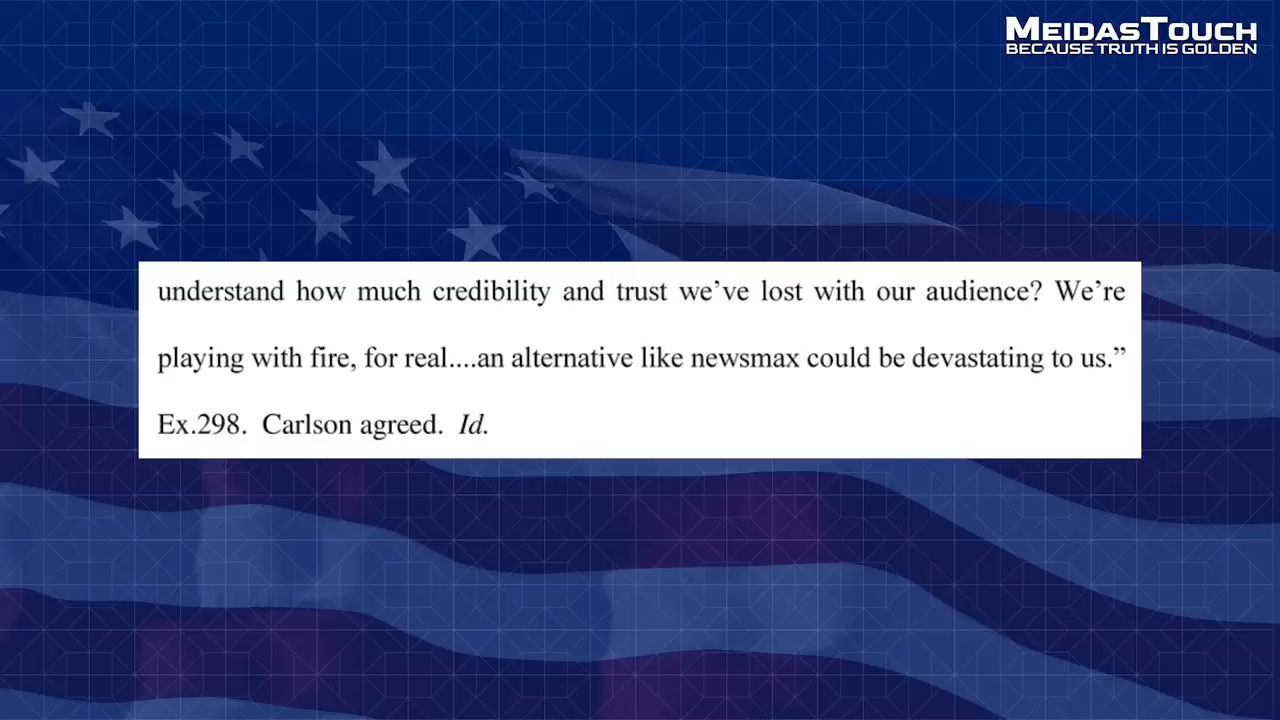 MEIDASTOUCH
BECAUSE TRUTH IS GOLDEN
understand how much credibility and trust we’ve lost with our audience? We’re
playing with fire, for real....an alternative like newsmax could be devastating to us.”
Ex.298. Carlson agreed. Id.